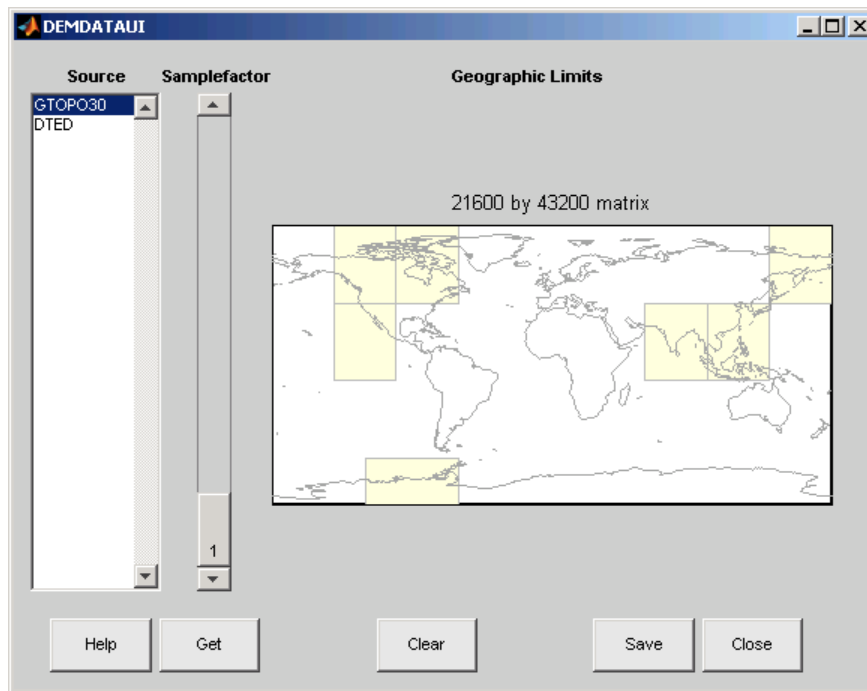 DEMDATAUI
Source Samplefactor Geographic Limits
GTOPO30
DTED
21600 by 43200 matrix
1
Help Get Clear Save Close